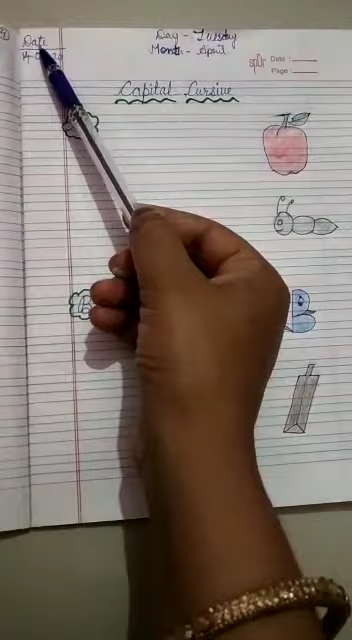 Date
Day - Tuesday
Month - April
Date :
Page :
Capital Cursive
B